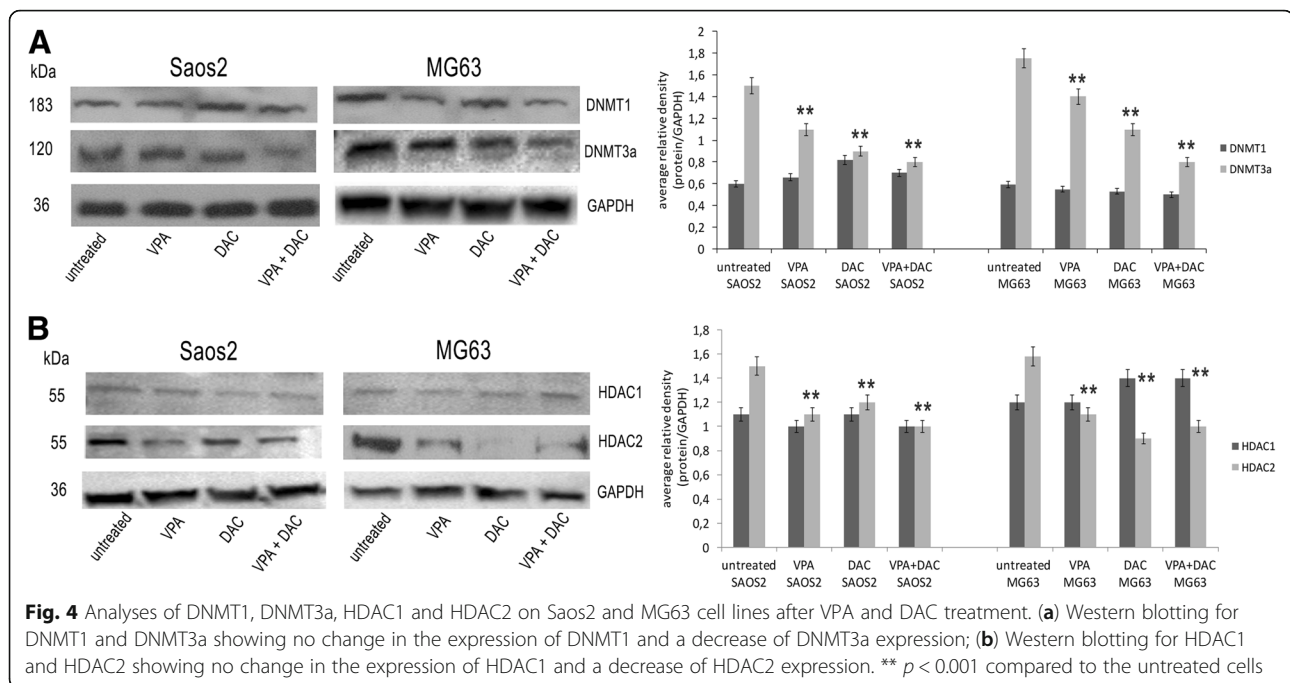 A
kDa
Saos2
MG63
183
DNMT1
120
DNMT3a
36
GAPDH
untreated
VPA
DAC
VPA + DAC
untreated
VPA
DAC
VPA + DAC
average relative density
(protein/GAPDH)
2
1,8
1,6
1,4
1,2
1
0,8
0,6
0,4
0,2
0
** ** ** ** ** **
untreated SAOS2
VPA SAOS2
DAC SAOS2
VPA+DAC SAOS2
untreated MG63
VPA MG63
DAC MG63
VPA+DAC MG63
DNMT1
DNMT3a
B
kDa
Saos2
MG63
55
HDAC1
55
HDAC2
36
GAPDH
untreated
VPA
DAC
VPA + DAC
untreated
VPA
DAC
VPA + DAC
average relative density
(protein/GAPDH)
1,8
1,6
1,4
1,2
1
0,8
0,6
0,4
0,2
0
** ** ** ** ** **
untreated SAOS2
VPA SAOS2
DAC SAOS2
VPA+DAC SAOS2
untreated MG63
VPA MG63
DAC MG63
VPA+DAC MG63
HDAC1
HDAC2
Fig. 4 Analyses of DNMT1, DNMT3a, HDAC1 and HDAC2 on Saos2 and MG63 cell lines after VPA and DAC treatment. (a) Western blotting for
DNMT1 and DNMT3a showing no change in the expression of DNMT1 and a decrease of DNMT3a expression; (b) Western blotting for HDAC1
and HDAC2 showing no change in the expression of HDAC1 and a decrease of HDAC2 expression. ** p < 0.001 compared to the untreated cells